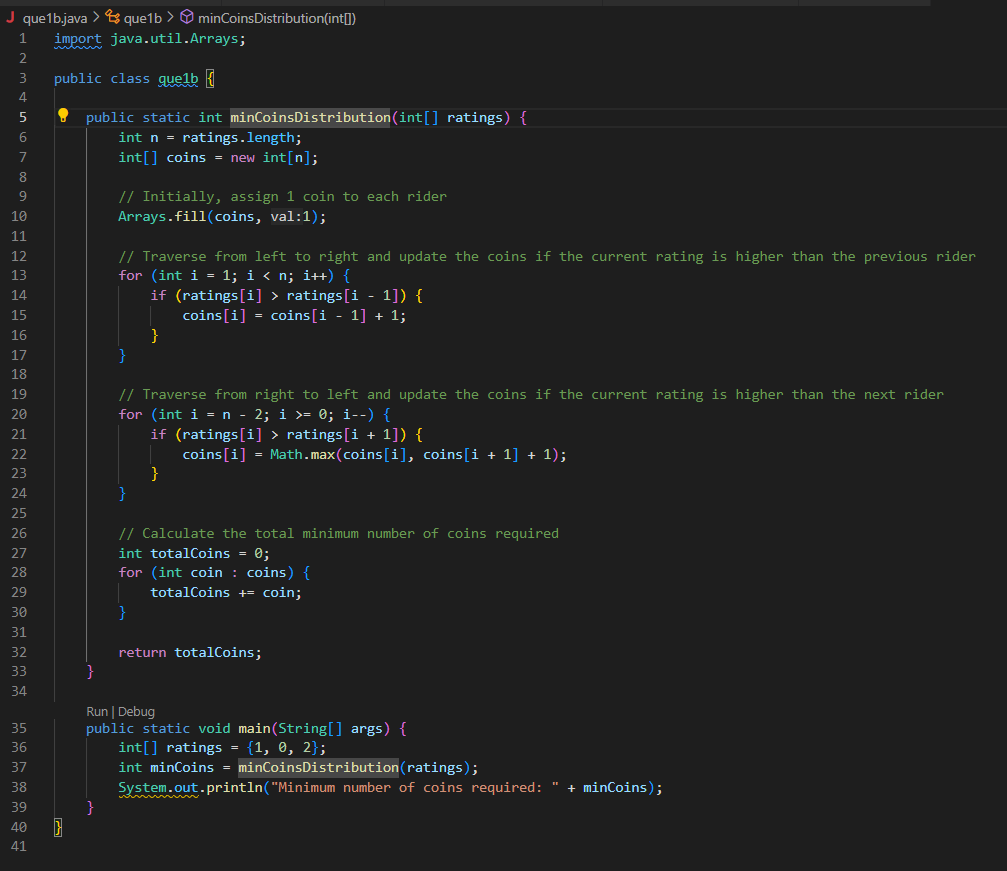 que1b.java > que1b > minCoinsDistribution(int[])
1 import java.util.Arrays;
2
3 public class que1b {
4
5 public static int minCoinsDistribution(int[] ratings) {
6 int n = ratings.length;
7 int[] coins = new int[n];
8
9 // Initially, assign 1 coin to each rider
10 Arrays.fill(coins, val:1);
11
12 // Traverse from left to right and update the coins if the current rating is higher than the previous rider
13 for (int i = 1; i < n; i++) {
14 if (ratings[i] > ratings[i - 1]) {
15 coins[i] = coins[i - 1] + 1;
16 }
17 }
18
19 // Traverse from right to left and update the coins if the current rating is higher than the next rider
20 for (int i = n - 2; i >= 0; i--) {
21 if (ratings[i] > ratings[i + 1]) {
22 coins[i] = Math.max(coins[i], coins[i + 1] + 1);
23 }
24 }
25
26 // Calculate the total minimum number of coins required
27 int totalCoins = 0;
28 for (int coin : coins) {
29 totalCoins += coin;
30 }
31
32 return totalCoins;
33 }
34
Run | Debug
35 public static void main(String[] args) {
36 int[] ratings = {1, 0, 2};
37 int minCoins = minCoinsDistribution(ratings);
38 System.out.println("Minimum number of coins required: " + minCoins);
39 }
40 }
41